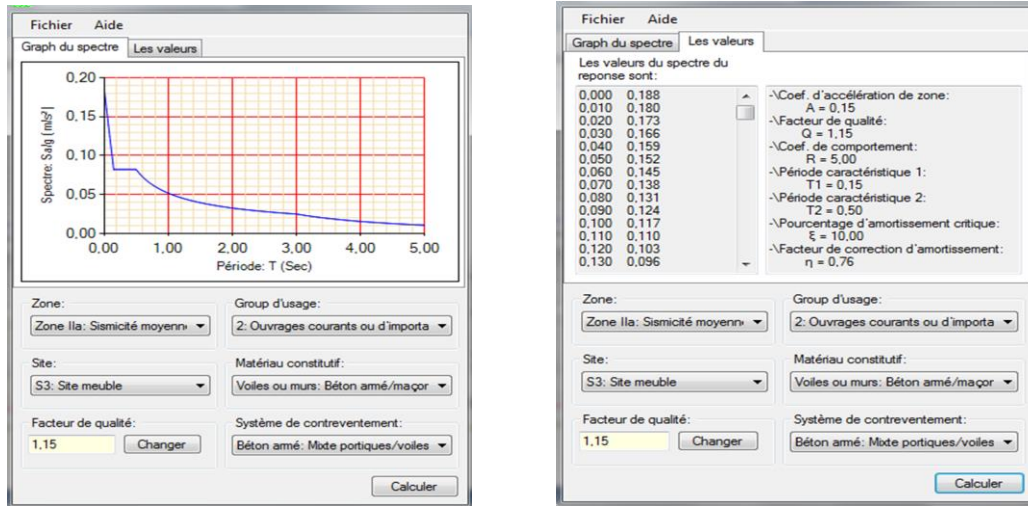 Fichier Aide
Graph du spectre Les valeurs
Spectre: Sa/g [m/s²]
0,20
0,15
0,10
0,05
0,00
0,00 1,00 2,00 3,00 4,00 5,00
Période: T (Sec)
Zone: Group d'usage:
Zone IIa: Sismicité moyenn 2: Ouvrages courants ou d'importa
Site: Matériau constitutif:
S3: Site meuble Voiles ou murs: Béton armé/maçor
Facteur de qualité: Système de contreventement:
1,15 Changer Béton armé: Mixte portiques/voiles
Calculer
Fichier Aide
Graph du spectre Les valeurs
Les valeurs du spectre du
reponse sont:
0,000 0,188
0,010 0,180
0,020 0,173
0,030 0,166
0,040 0,159
0,050 0,152
0,060 0,145
0,070 0,138
0,080 0,131
0,090 0,124
0,100 0,117
0,110 0,110
0,120 0,103
0,130 0,096
-\Coef. d'accélération de zone:
A = 0,15
-\Facteur de qualité:
Q = 1,15
-\Coef. de comportement:
R = 5,00
-\Période caractéristique 1:
T1 = 0,15
-\Période caractéristique 2:
T2 = 0,50
-\Pourcentage d'amortissement critique:
ξ = 10,00
-\Facteur de correction d'amortissement:
η = 0,76
Zone: Group d'usage:
Zone IIa: Sismicité moyenn 2: Ouvrages courants ou d'importa
Site: Matériau constitutif:
S3: Site meuble Voiles ou murs: Béton armé/maçor
Facteur de qualité: Système de contreventement:
1,15 Changer Béton armé: Mixte portiques/voiles
Calculer